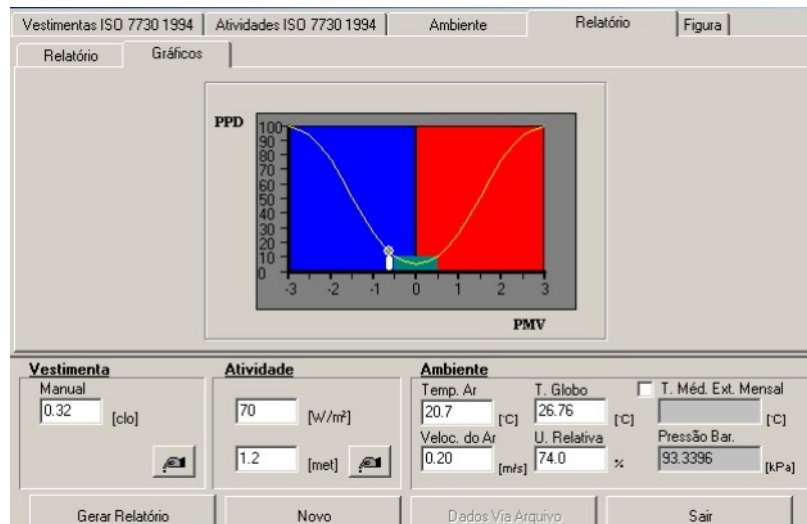 Vestimentas ISO 7730 1994 Atividades ISO 7730 1994 Ambiente Relatório Figura
Relatório Gráficos
PPD
100
90
80
70
60
50
40
30
20
10
0
-3 -2 -1 0 1 2 3
PMV
Vestimenta Atividade Ambiente
Manual Temp. Ar T. Globo T. Méd. Ext. Mensal
0.32 [clo] 70 [W/m²] 20.7 [°C] 26.76 [°C] [°C]
Veloc. do Ar U. Relativa Pressão Bar.
1.2 [met] 0.20 [m/s] 74.0 % 93.3396 [kPa]
Gerar Relatório Novo Dados Via Arquivo Sair